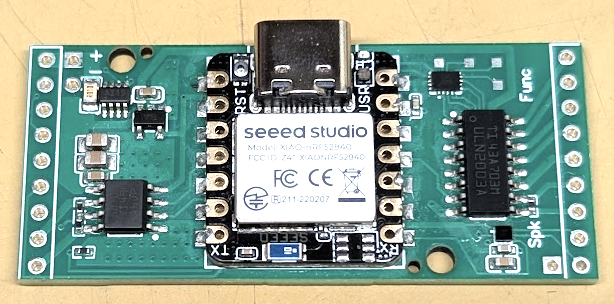 +
Func
RST
USR
seeed studio
Model: XIAO-nRF52840
FCC ID: Z4T-XIAONRF52840
FC CE
(R)211-220207
ULN2003A
Spk
TX
RX